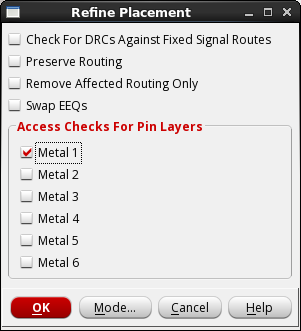 Refine Placement
Check For DRCs Against Fixed Signal Routes
Preserve Routing
Remove Affected Routing Only
Swap EEQs
Access Checks For Pin Layers
Metal 1
Metal 2
Metal 3
Metal 4
Metal 5
Metal 6
OK Mode... Cancel Help